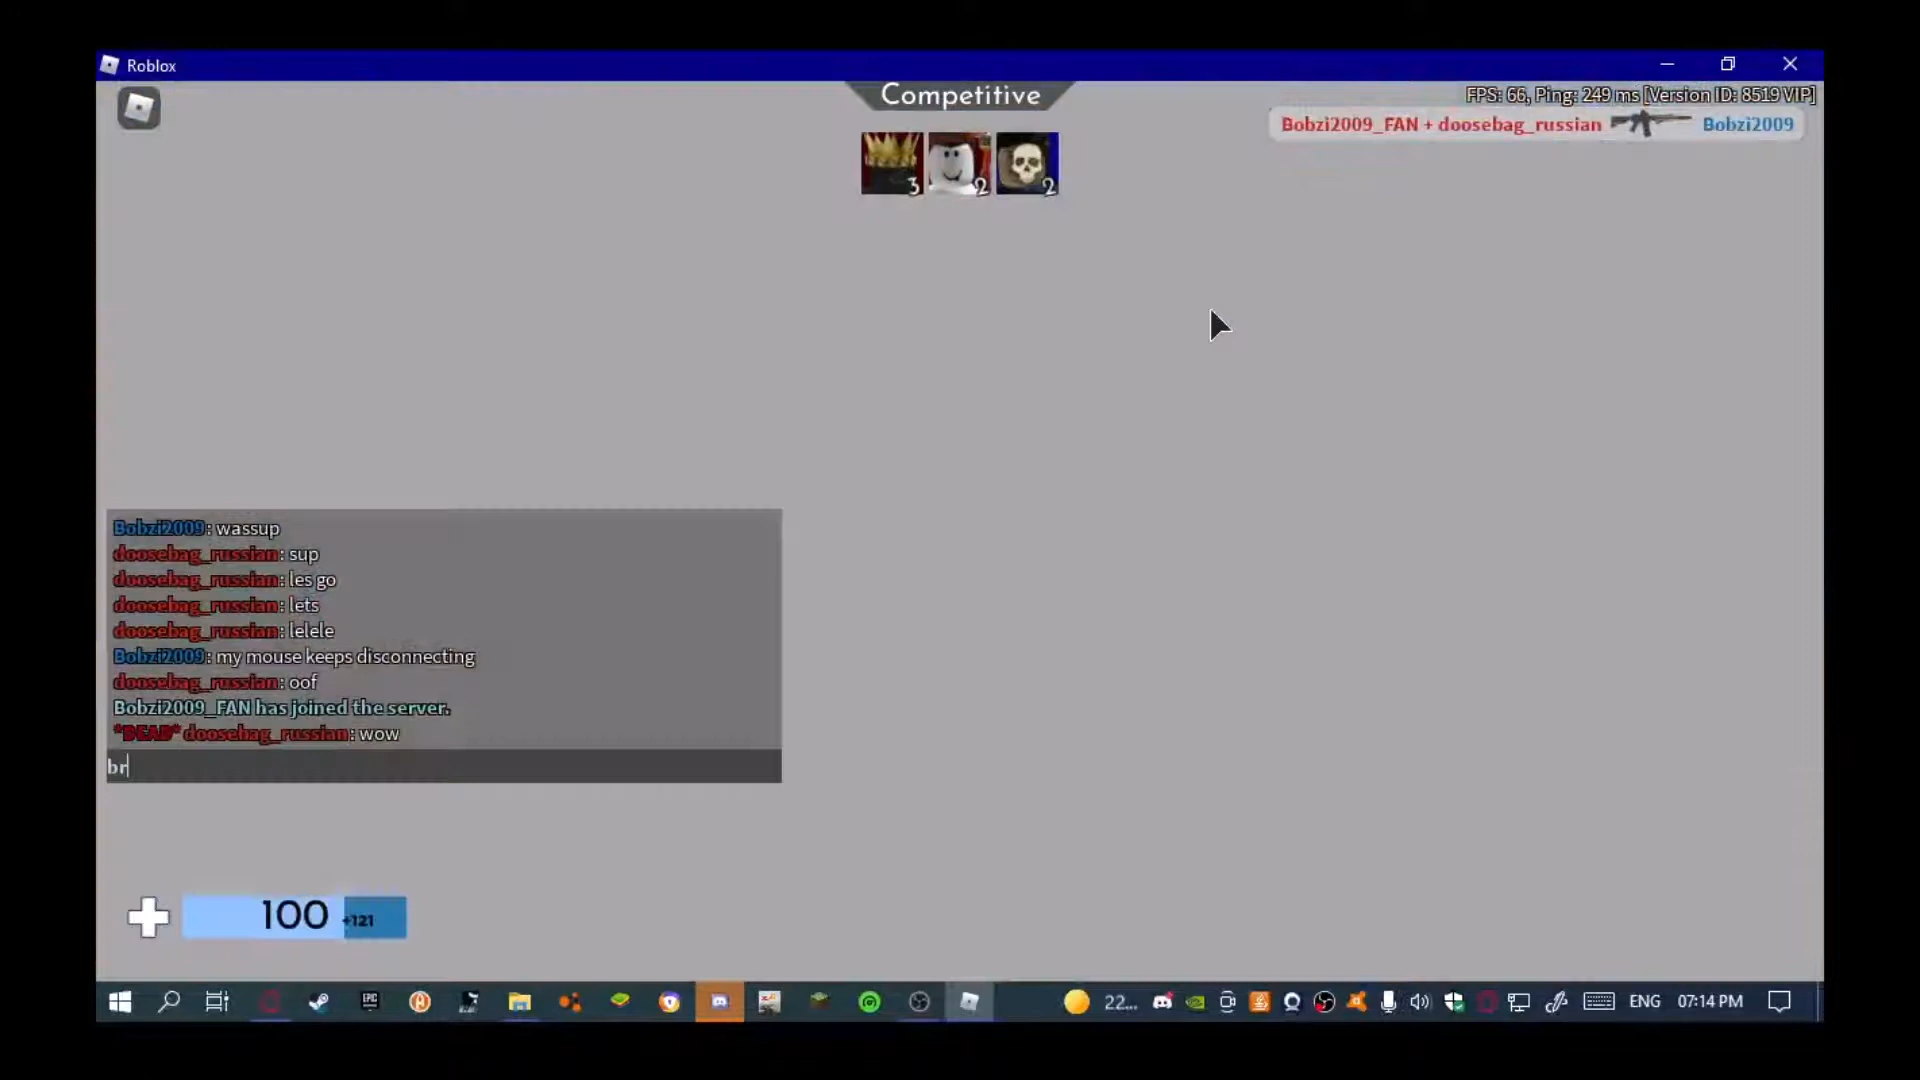 Roblox
Competitive
FPS: 66, Ping: 249 ms [Version ID: 8519 VIP]
Bobzi2009_FAN + doosebag_russian Bobzi2009
3 2 2
Bobzi2009: wassup
doosebag_russian: sup
doosebag_russian: les go
doosebag_russian: lets
doosebag_russian: lelele
Bobzi2009: my mouse keeps disconnecting
doosebag_russian: oof
Bobzi2009_FAN has joined the server.
*DEAD* doosebag_russian: wow
br
100 +121
EPIC 22... ENG 07:14 PM